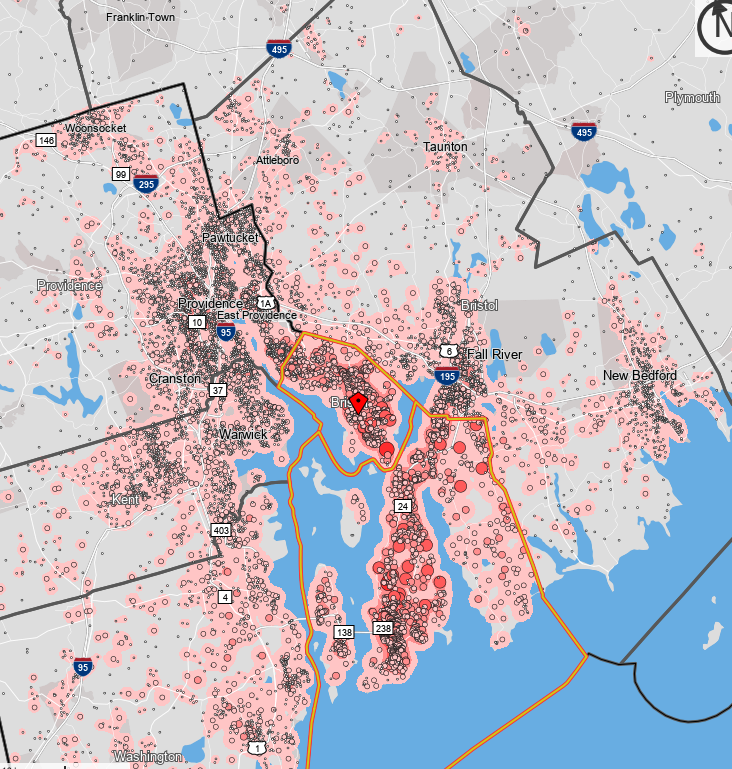 Franklin Town
N
495
Plymouth
Woonsocket
146
Taunton
495
Attleboro
99
295
Pawtucket
Providence
Providence
1A
Bristol
East Providence
10
95
6
Fall River
195
Cranston
37
New Bedford
Bris
Warwick
Kent
24
403
4
138
238
95
1
Washington